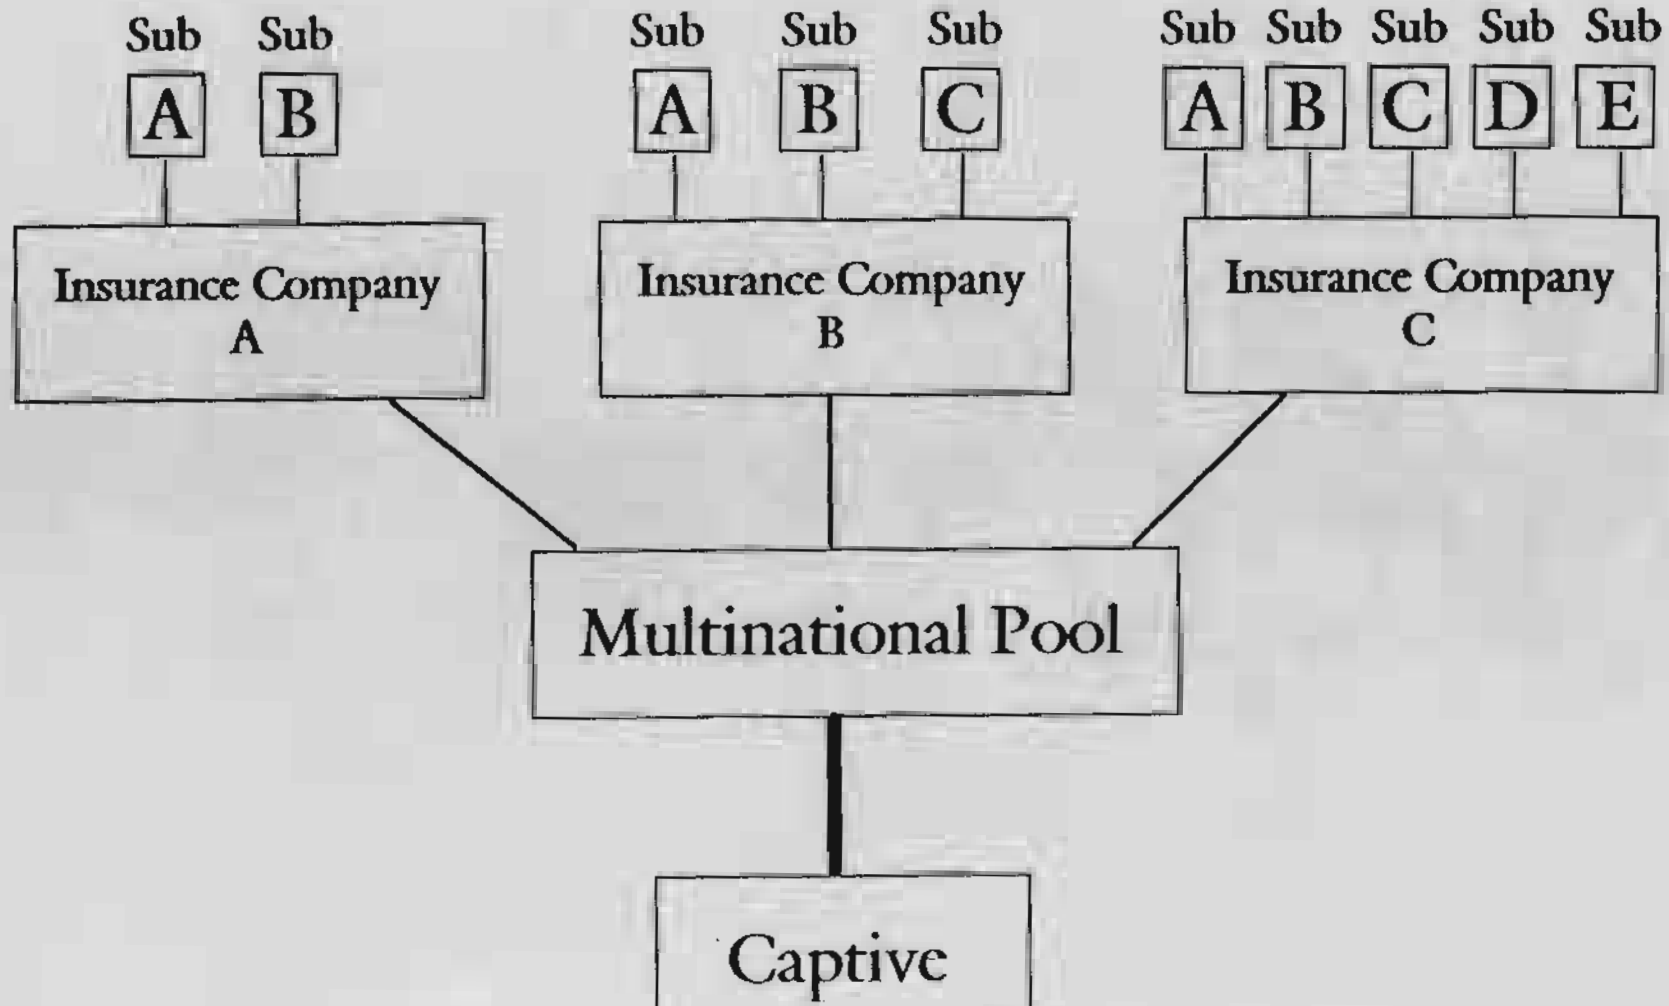 Sub Sub Sub Sub Sub Sub Sub Sub Sub Sub
A B A B C A B C D E
Insurance Company
A
Insurance Company
B
Insurance Company
C
Multinational Pool
Captive